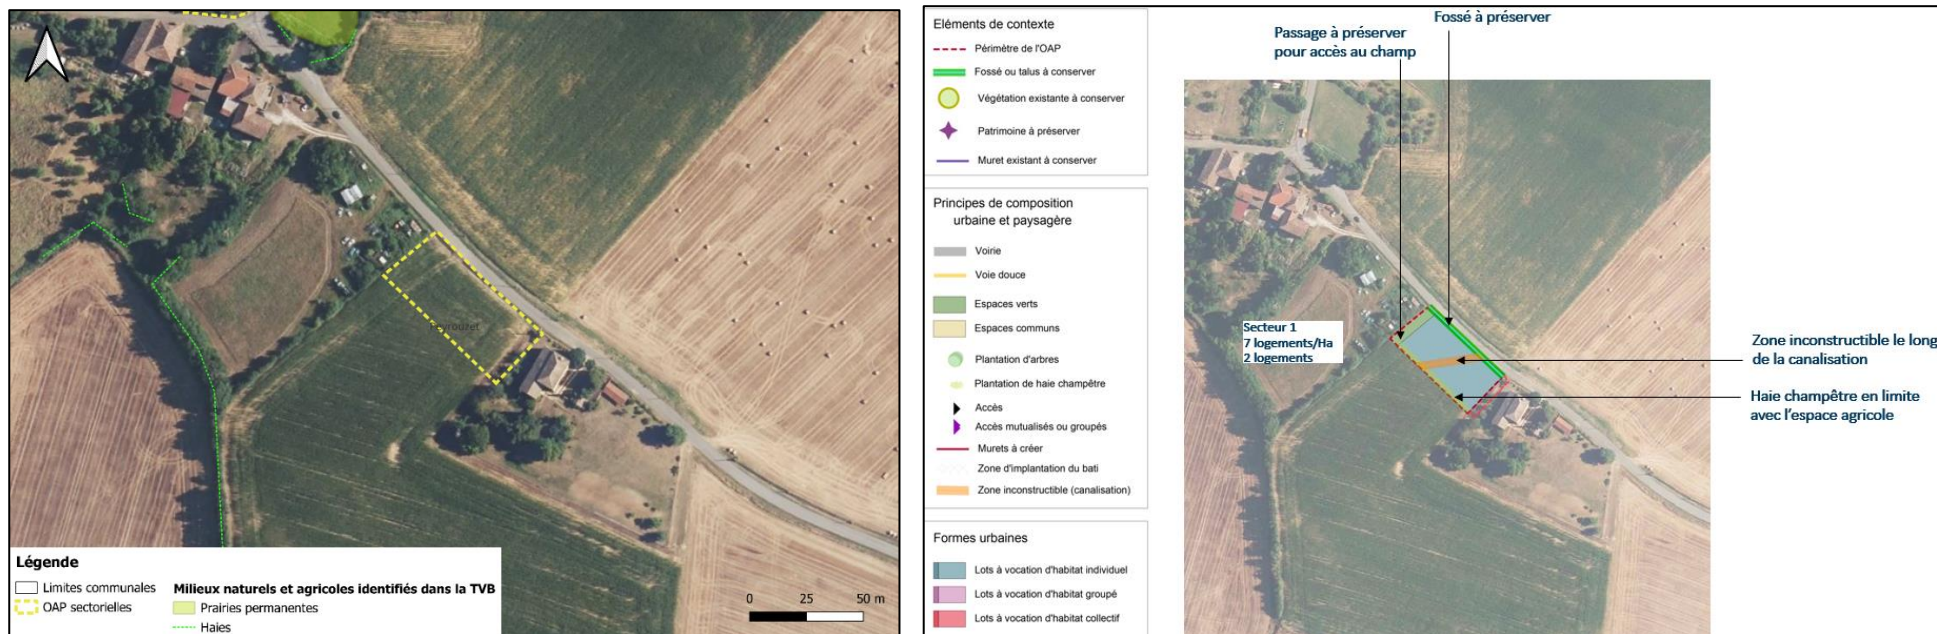 Peyrouzet
Légende
Limites communales
OAP sectorielles
Milieux naturels et agricoles identifiés dans la TVB
Prairies permanentes
Haies
0 25 50 m
Eléments de contexte
Périmètre de l'OAP
Fossé ou talus à conserver
Végétation existante à conserver
Patrimoine à préserver
Muret existant à conserver
Principes de composition
urbaine et paysagère
Voirie
Voie douce
Espaces verts
Espaces communs
Plantation d'arbres
Plantation de haie champêtre
Accès
Accès mutualisés ou groupés
Murets à créer
Zone d'implantation du bati
Zone inconstructible (canalisation)
Formes urbaines
Lots à vocation d'habitat individuel
Lots à vocation d'habitat groupé
Lots à vocation d'habitat collectif
Passage à préserver
pour accès au champ
Fossé à préserver
Secteur 1
7 logements/Ha
2 logements
Zone inconstructible le long
de la canalisation
Haie champêtre en limite
avec l'espace agricole